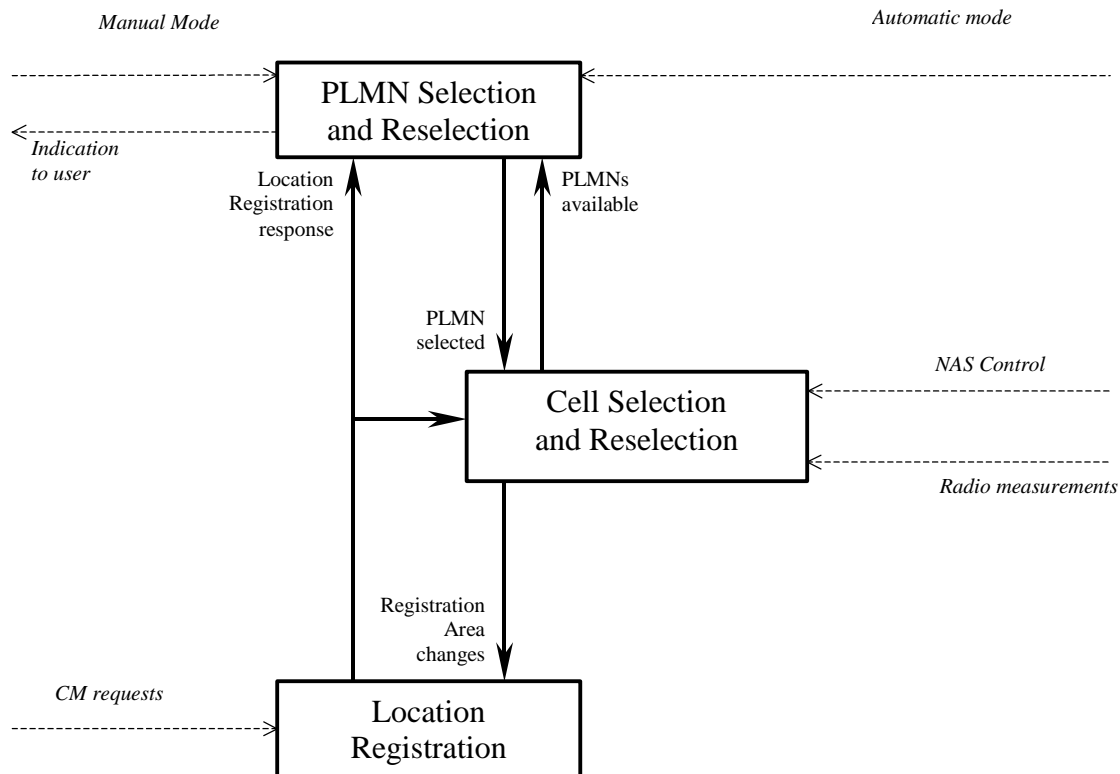 Manual Mode
Automatic mode
PLMN Selection
and Reselection
Indication
to user
Location
Registration
response
PLMNs
available
PLMN
selected
NAS Control
Cell Selection
and Reselection
Radio measurements
Registration
Area
changes
CM requests
Location
Registration